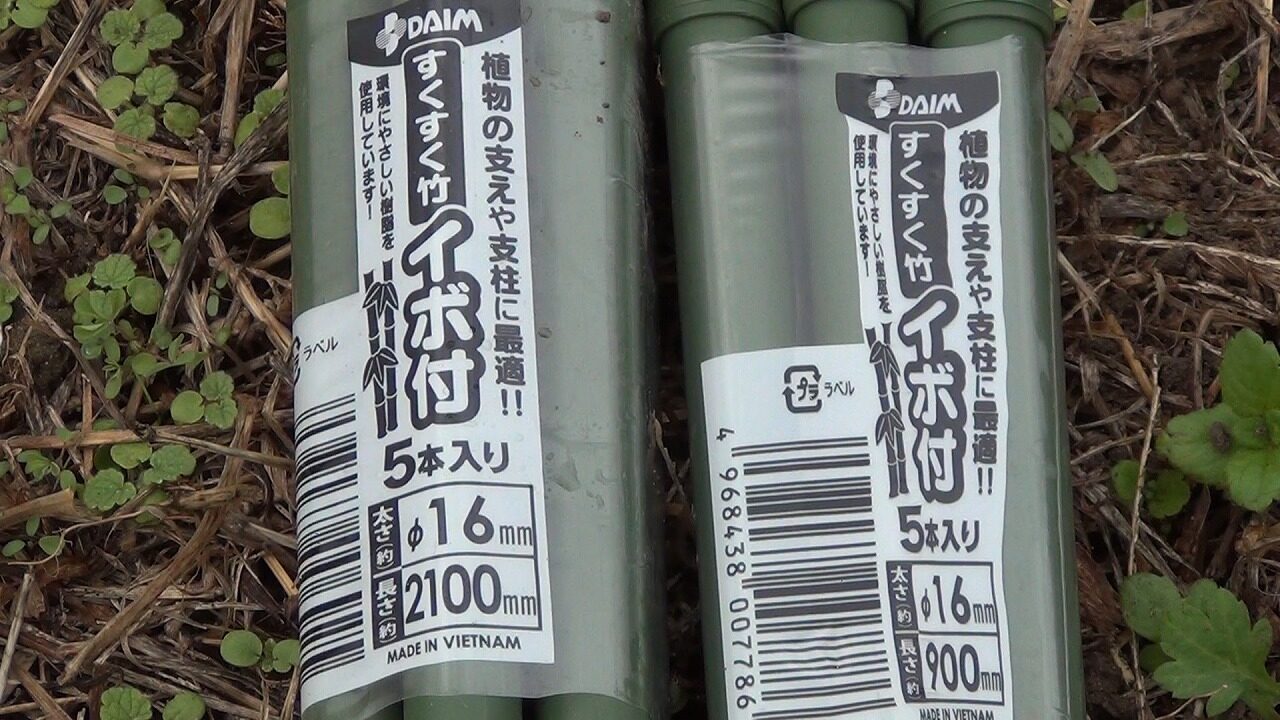 DAIM
植物の支えや支柱に最適!!
すくすく竹
イボ付
環境にやさしい樹脂を
使用しています!
ラベル
5本入り
太さ(約)
φ16mm
長さ(約)
2100mm
MADE IN VIETNAM
DAIM
植物の支えや支柱に最適!!
すくすく竹
イボ付
環境にやさしい樹脂を
使用しています!
プラ
ラベル
4 968438 007786
5本入り
太さ(約)
φ16mm
長さ(約)
900mm
MADE IN VIETNAM